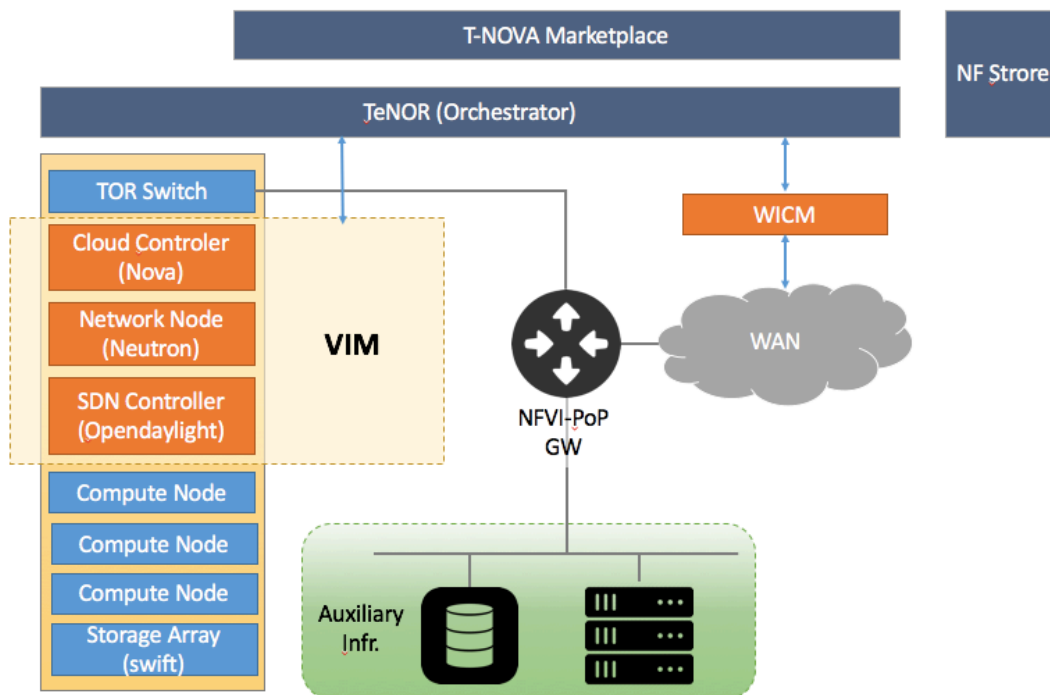 T-NOVA Marketplace
NF Strore
TeNOR (Orchestrator)
TOR Switch
WICM
Cloud Controler
(Nova)
Network Node
(Neutron)
VIM
WAN
SDN Controller
(Opendaylight)
NFVI-PoP
GW
Compute Node
Compute Node
Compute Node
Storage Array
(swift)
Auxiliary
Infr.